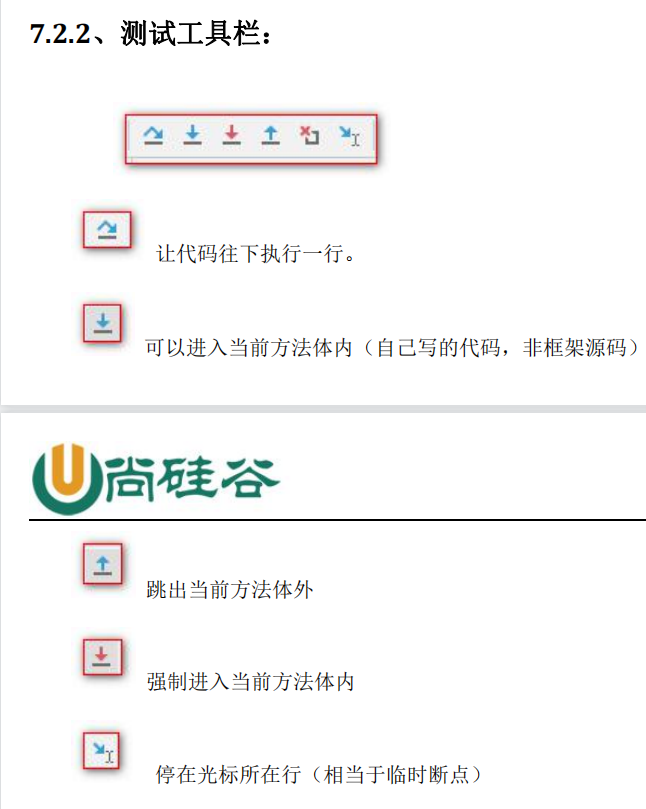 7.2.2、测试工具栏：
让代码往下执行一行。
可以进入当前方法体内（自己写的代码，非框架源码）
尚硅谷
跳出当前方法体外
强制进入当前方法体内
停在光标所在行（相当于临时断点）